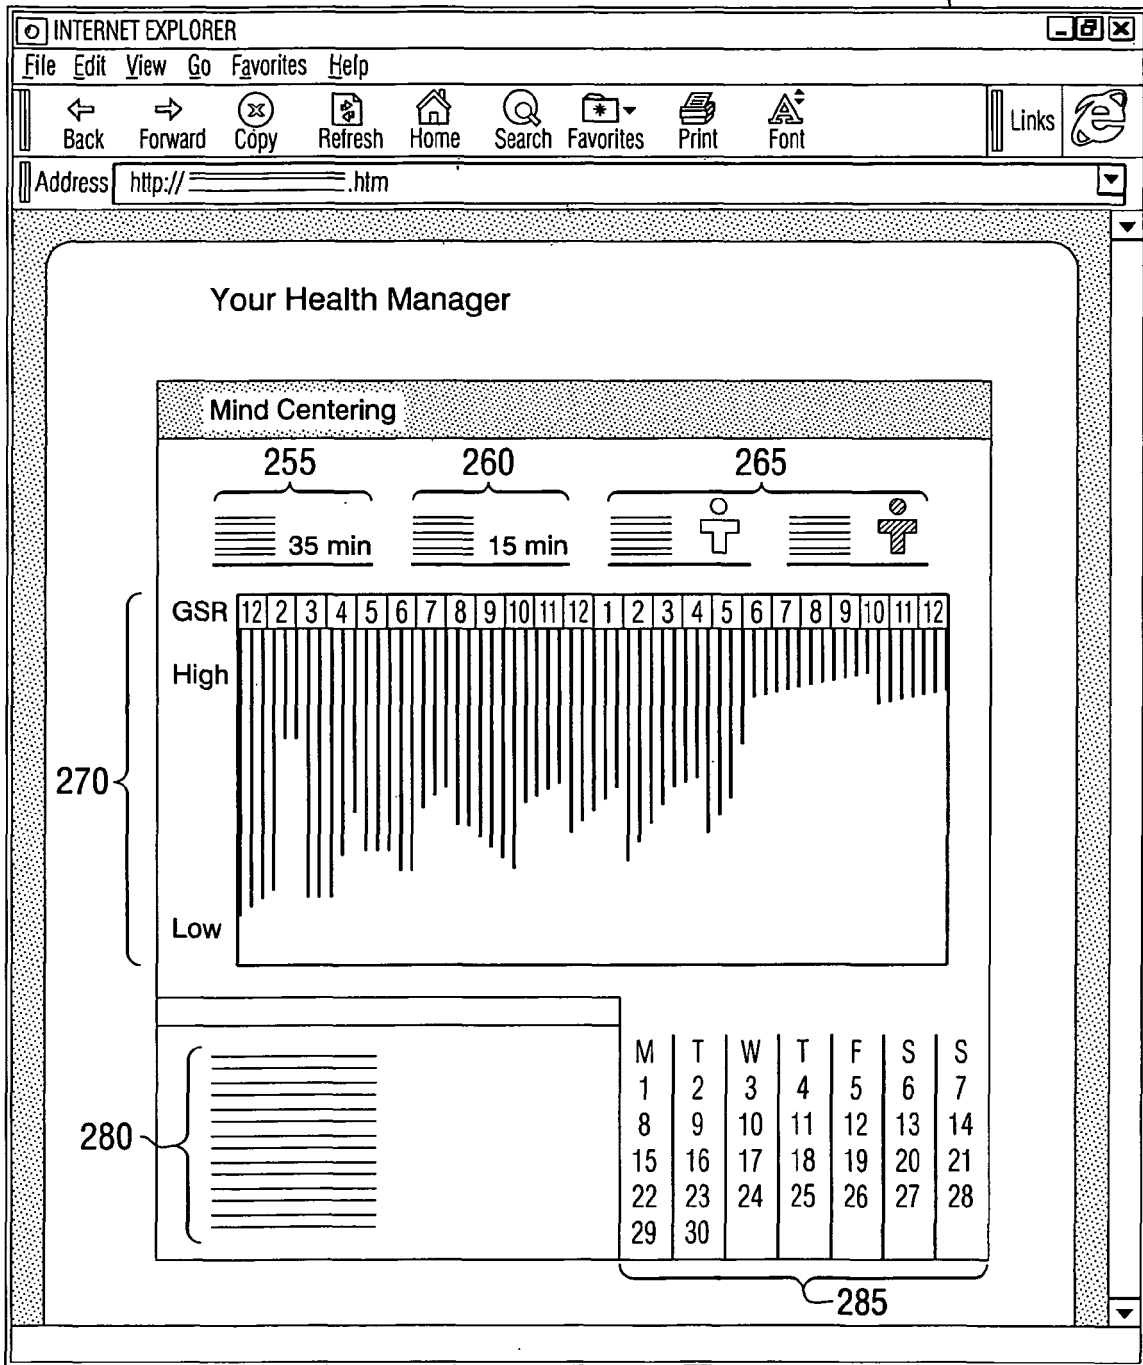 INTERNET EXPLORER
File Edit View Go Favorites Help
Back Forward Copy Refresh Home Search Favorites Print Font Links
Address http:// .htm
Your Health Manager
Mind Centering
255 260 265
35 min 15 min
GSR 12 2 3 4 5 6 7 8 9 10 11 12 1 2 3 4 5 6 7 8 9 10 11 12
High
270
Low
M T W T F S S
1 2 3 4 5 6 7
8 9 10 11 12 13 14
280
15 16 17 18 19 20 21
22 23 24 25 26 27 28
29 30
285